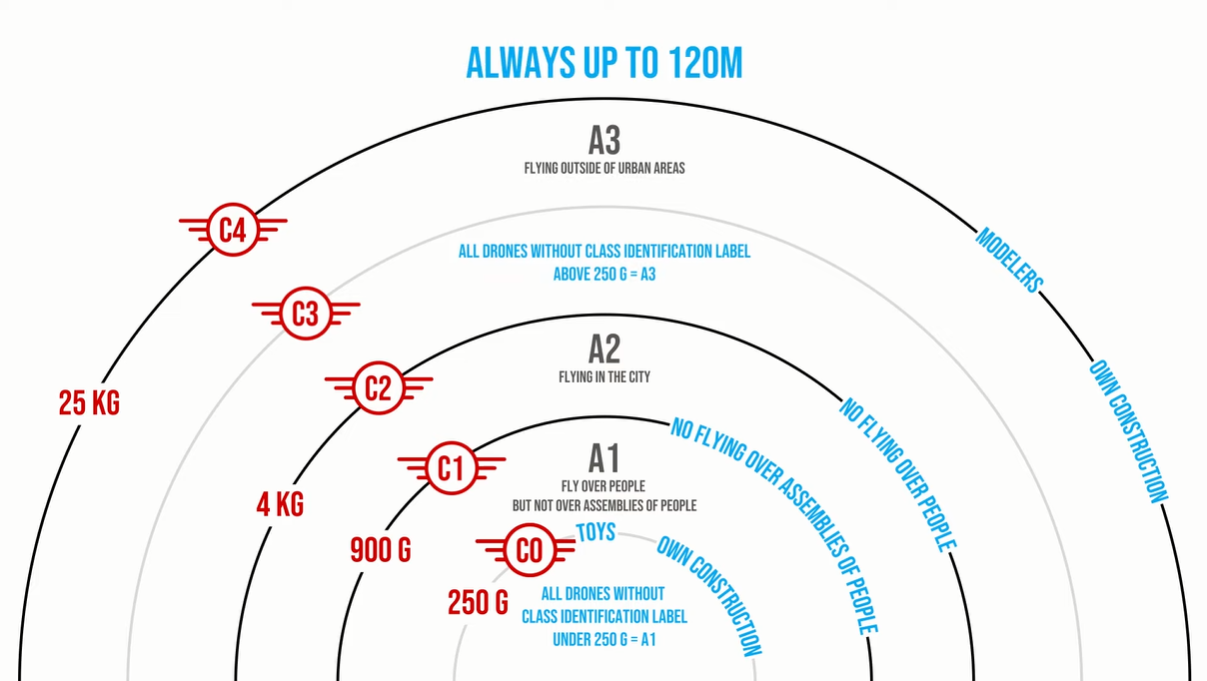 ALWAYS UP TO 120M
A3
FLYING OUTSIDE OF URBAN AREAS
C4
MODELERS
ALL DRONES WITHOUT CLASS IDENTIFICATION LABEL
ABOVE 250 G = A3
C3
A2
FLYING IN THE CITY
C2
OWN CONSTRUCTION
25 KG
NO FLYING OVER PEOPLE
NO FLYING OVER ASSEMBLIES OF PEOPLE
A1
FLY OVER PEOPLE
BUT NOT OVER ASSEMBLIES OF PEOPLE
C1
4 KG
TOYS
C0
900 G
OWN CONSTRUCTION
250 G
ALL DRONES WITHOUT
CLASS IDENTIFICATION LABEL
UNDER 250 G = A1